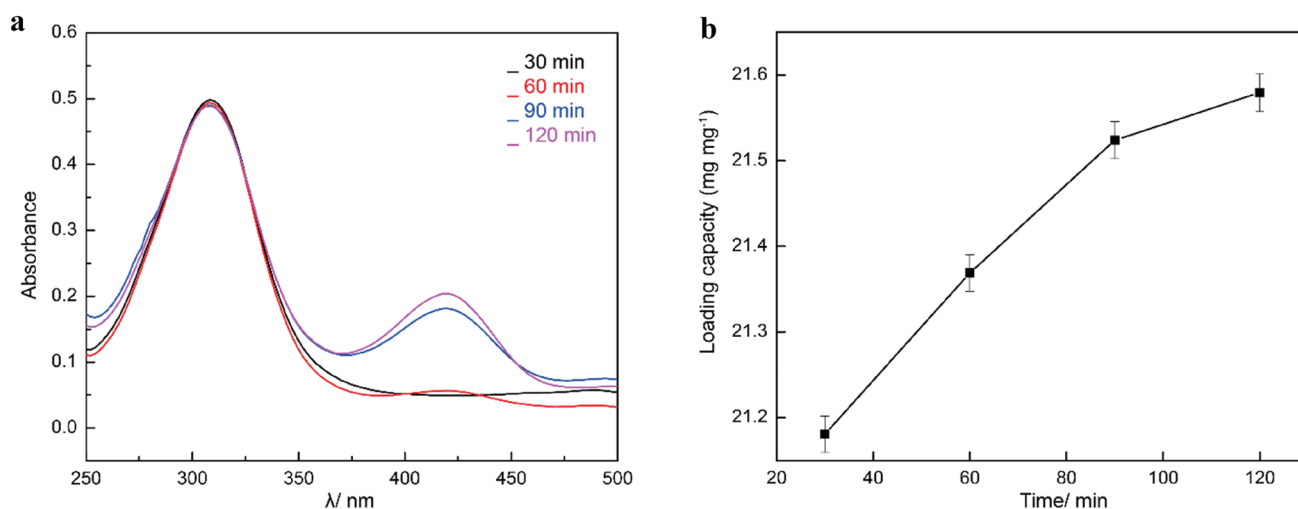 a
0.6
0.5
0.4
0.3
0.2
0.1
0.0
Absorbance
250 300 350 400 450 500
λ/ nm
30 min
60 min
90 min
120 min
b
21.6
21.5
21.4
21.3
21.2
Loading capacity (mg mg⁻¹)
20 40 60 80 100 120
Time/ min